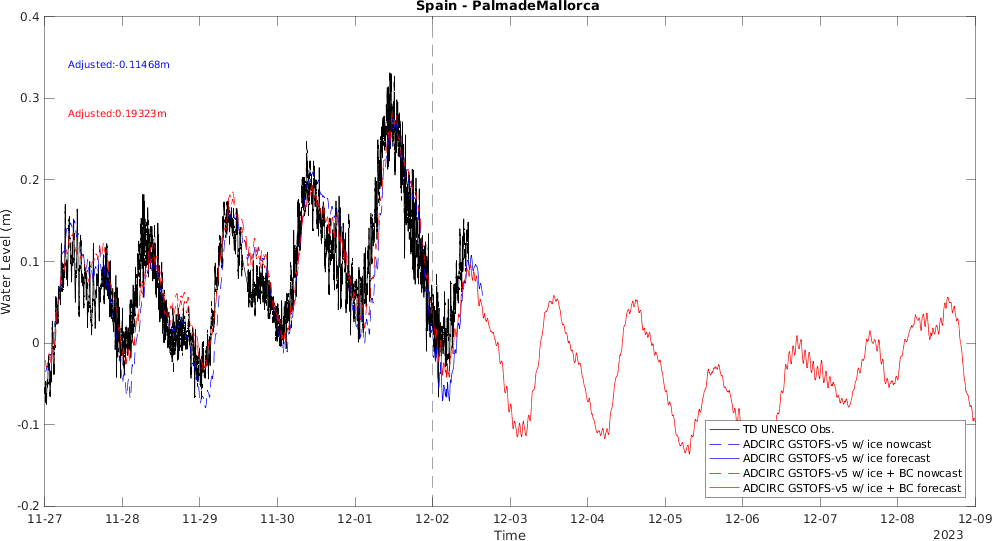 Spain - PalmadeMallorca
Adjusted:-0.11468m
Adjusted:0.19323m
Water Level (m)
0.4
0.3
0.2
0.1
0
-0.1
-0.2
TD UNESCO Obs.
ADCIRC GSTOFS-v5 w/ ice nowcast
ADCIRC GSTOFS-v5 w/ ice forecast
ADCIRC GSTOFS-v5 w/ ice + BC nowcast
ADCIRC GSTOFS-v5 w/ ice + BC forecast
11-27 11-28 11-29 11-30 12-01 12-02 12-03 12-04 12-05 12-06 12-07 12-08 12-09
Time
2023